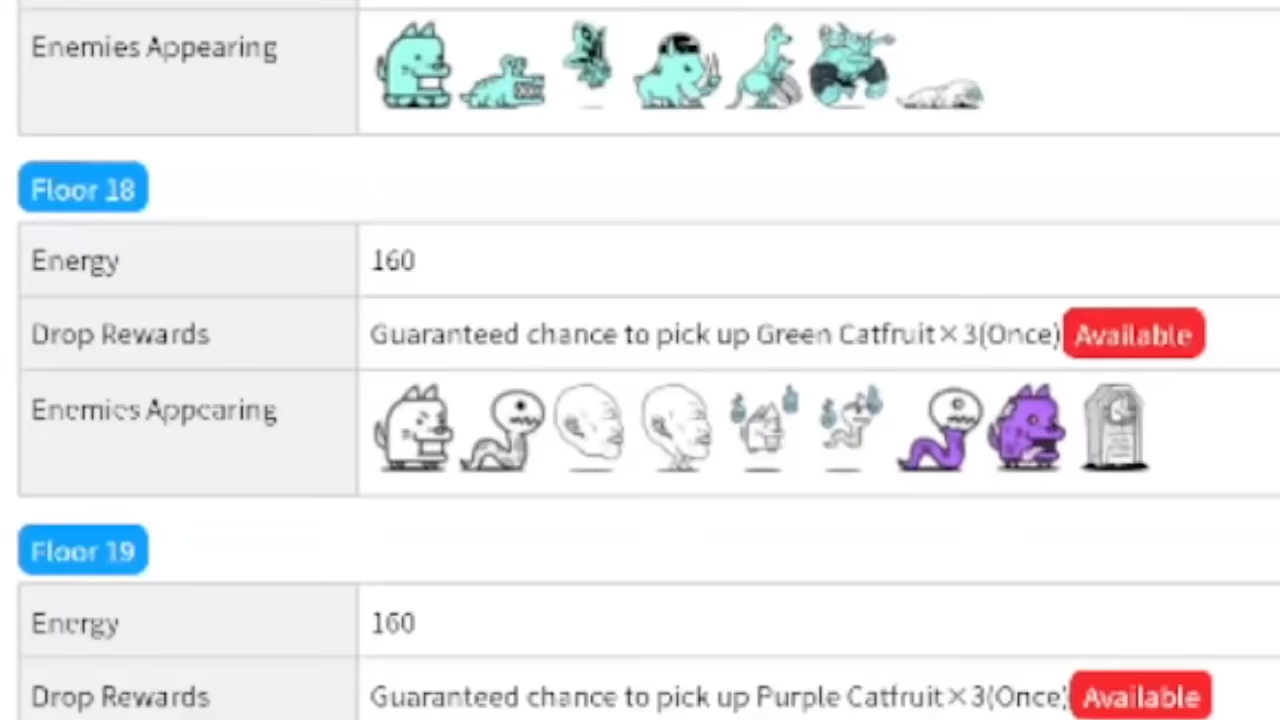 Enemies Appearing
Floor 18
Energy 160
Drop Rewards Guaranteed chance to pick up Green Catfruit×3(Once) Available
Enemies Appearing
Floor 19
Energy 160
Drop Rewards Guaranteed chance to pick up Purple Catfruit×3(Once) Available